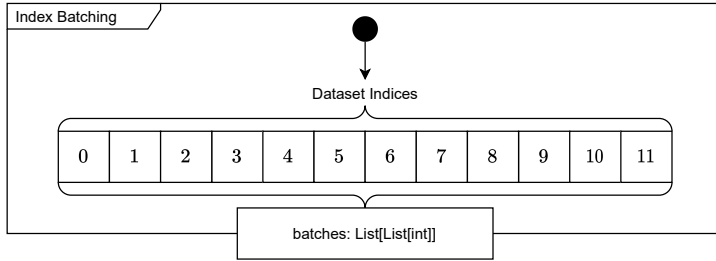 Index Batching
Dataset Indices
0 1 2 3 4 5 6 7 8 9 10 11
batches: List[List[int]]